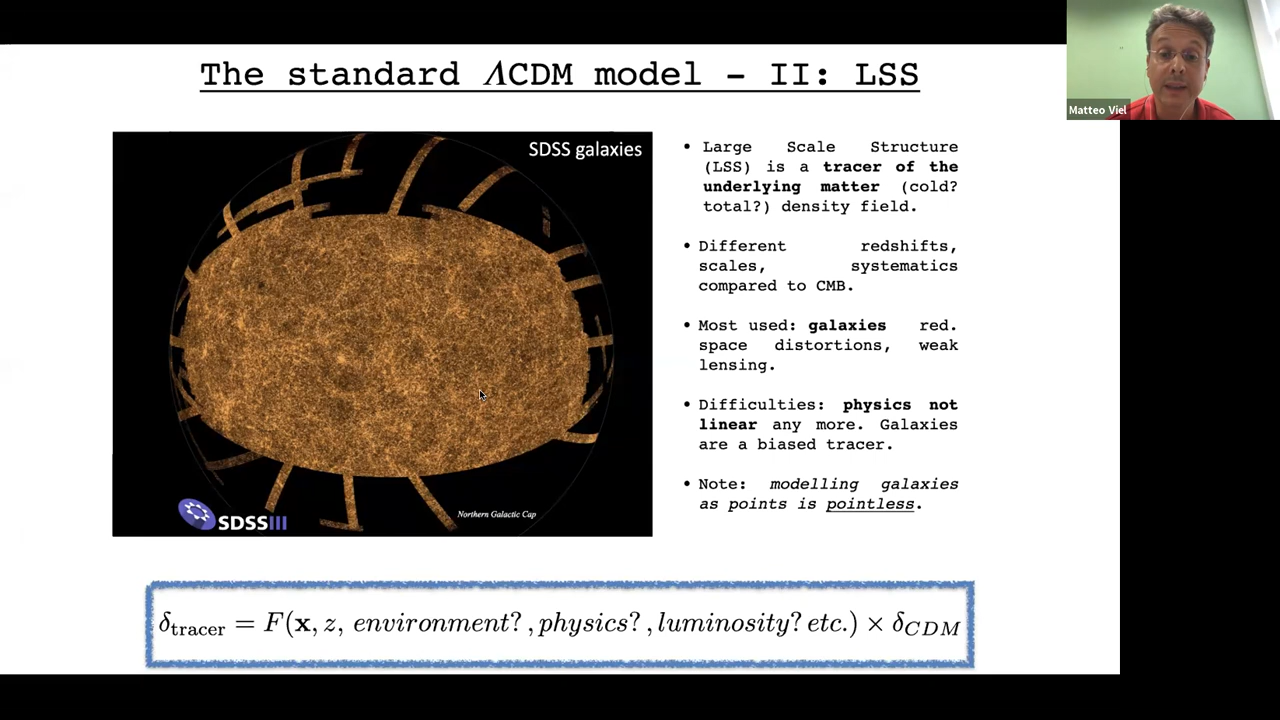 The standard ΛCDM model - II: LSS
Matteo Viel
SDSS galaxies
SDSSIII
Northern Galactic Cap
• Large Scale Structure
(LSS) is a tracer of the
underlying matter (cold?
total?) density field.
• Different redshifts,
scales, systematics
compared to CMB.
• Most used: galaxies red.
space distortions, weak
lensing.
• Difficulties: physics not
linear any more. Galaxies
are a biased tracer.
• Note: modelling galaxies
as points is pointless.
δtracer = F(x, z, environment? , physics? , luminosity? etc.) × δCDM